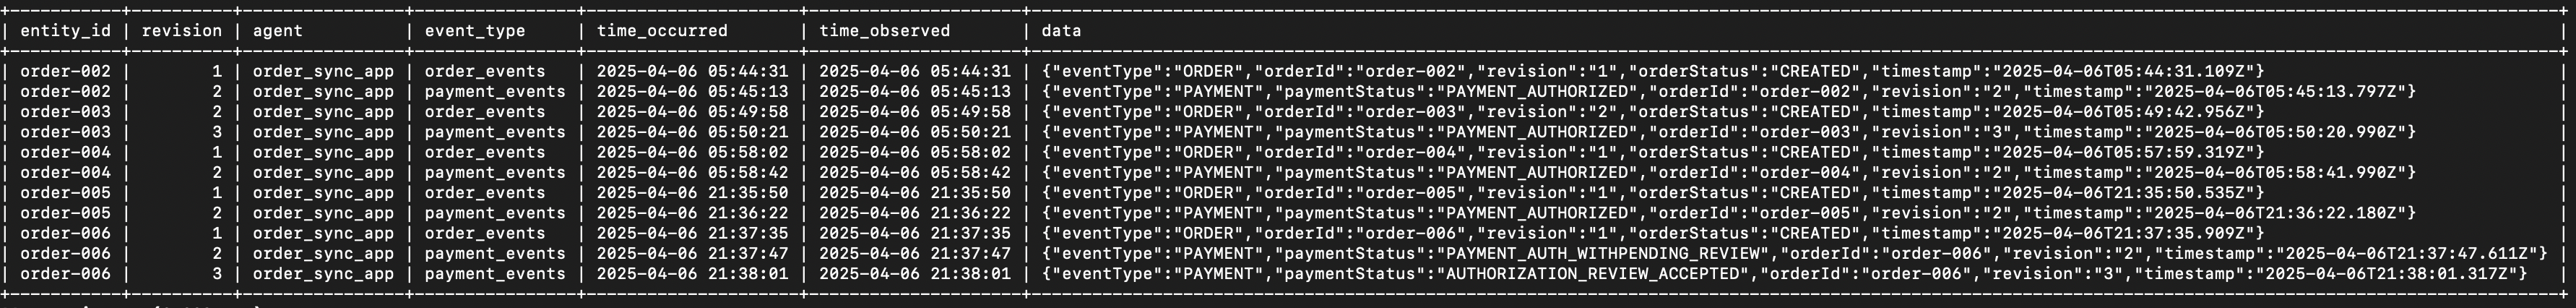 | entity_id | revision | agent | event_type | time_occurred | time_observed | data |
| order-002 | 1 | order_sync_app | order_events | 2025-04-06 05:44:31 | 2025-04-06 05:44:31 | {"eventType":"ORDER","orderId":"order-002","revision":"1","orderStatus":"CREATED","timestamp":"2025-04-06T05:44:31.109Z"} |
| order-002 | 2 | order_sync_app | payment_events | 2025-04-06 05:45:13 | 2025-04-06 05:45:13 | {"eventType":"PAYMENT","paymentStatus":"PAYMENT_AUTHORIZED","orderId":"order-002","revision":"2","timestamp":"2025-04-06T05:45:13.797Z"} |
| order-003 | 2 | order_sync_app | order_events | 2025-04-06 05:49:58 | 2025-04-06 05:49:58 | {"eventType":"ORDER","orderId":"order-003","revision":"2","orderStatus":"CREATED","timestamp":"2025-04-06T05:49:42.956Z"} |
| order-003 | 3 | order_sync_app | payment_events | 2025-04-06 05:50:21 | 2025-04-06 05:50:21 | {"eventType":"PAYMENT","paymentStatus":"PAYMENT_AUTHORIZED","orderId":"order-003","revision":"3","timestamp":"2025-04-06T05:50:20.990Z"} |
| order-004 | 1 | order_sync_app | order_events | 2025-04-06 05:58:02 | 2025-04-06 05:58:02 | {"eventType":"ORDER","orderId":"order-004","revision":"1","orderStatus":"CREATED","timestamp":"2025-04-06T05:57:59.319Z"} |
| order-004 | 2 | order_sync_app | payment_events | 2025-04-06 05:58:42 | 2025-04-06 05:58:42 | {"eventType":"PAYMENT","paymentStatus":"PAYMENT_AUTHORIZED","orderId":"order-004","revision":"2","timestamp":"2025-04-06T05:58:41.990Z"} |
| order-005 | 1 | order_sync_app | order_events | 2025-04-06 21:35:50 | 2025-04-06 21:35:50 | {"eventType":"ORDER","orderId":"order-005","revision":"1","orderStatus":"CREATED","timestamp":"2025-04-06T21:35:50.535Z"} |
| order-005 | 2 | order_sync_app | payment_events | 2025-04-06 21:36:22 | 2025-04-06 21:36:22 | {"eventType":"PAYMENT","paymentStatus":"PAYMENT_AUTHORIZED","orderId":"order-005","revision":"2","timestamp":"2025-04-06T21:36:22.180Z"} |
| order-006 | 1 | order_sync_app | order_events | 2025-04-06 21:37:35 | 2025-04-06 21:37:35 | {"eventType":"ORDER","orderId":"order-006","revision":"1","orderStatus":"CREATED","timestamp":"2025-04-06T21:37:35.909Z"} |
| order-006 | 2 | order_sync_app | payment_events | 2025-04-06 21:37:47 | 2025-04-06 21:37:47 | {"eventType":"PAYMENT","paymentStatus":"PAYMENT_AUTH_WITHPENDING_REVIEW","orderId":"order-006","revision":"2","timestamp":"2025-04-06T21:37:47.611Z"} |
| order-006 | 3 | order_sync_app | payment_events | 2025-04-06 21:38:01 | 2025-04-06 21:38:01 | {"eventType":"PAYMENT","paymentStatus":"AUTHORIZATION_REVIEW_ACCEPTED","orderId":"order-006","revision":"3","timestamp":"2025-04-06T21:38:01.317Z"} |